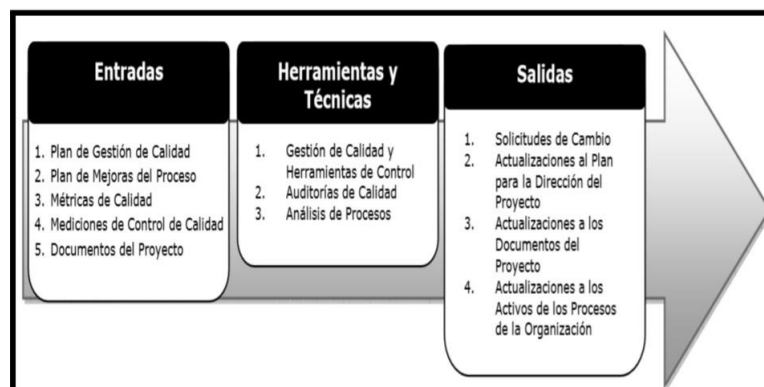 Entradas
1. Plan de Gestión de Calidad
2. Plan de Mejoras del Proceso
3. Métricas de Calidad
4. Mediciones de Control de Calidad
5. Documentos del Proyecto
Herramientas y
Técnicas
1. Gestión de Calidad y
Herramientas de Control
2. Auditorías de Calidad
3. Análisis de Procesos
Salidas
1. Solicitudes de Cambio
2. Actualizaciones al Plan
para la Dirección del
Proyecto
3. Actualizaciones a los
Documentos del
Proyecto
4. Actualizaciones a los
Activos de los Procesos
de la Organización